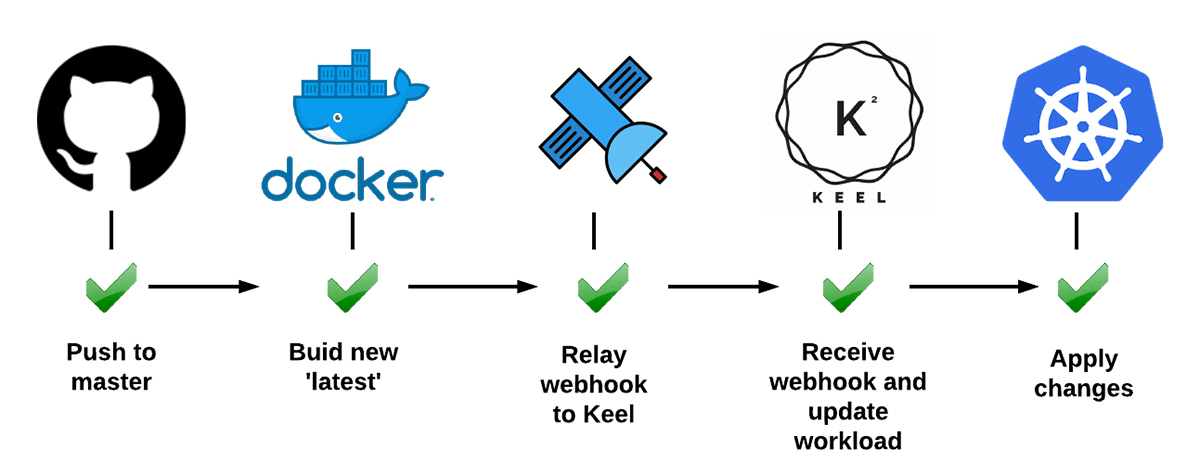 docker
K²
KEEL
Push to
master
Buid new
'latest'
Relay
webhook
to Keel
Receive
webhook and
update
workload
Apply
changes